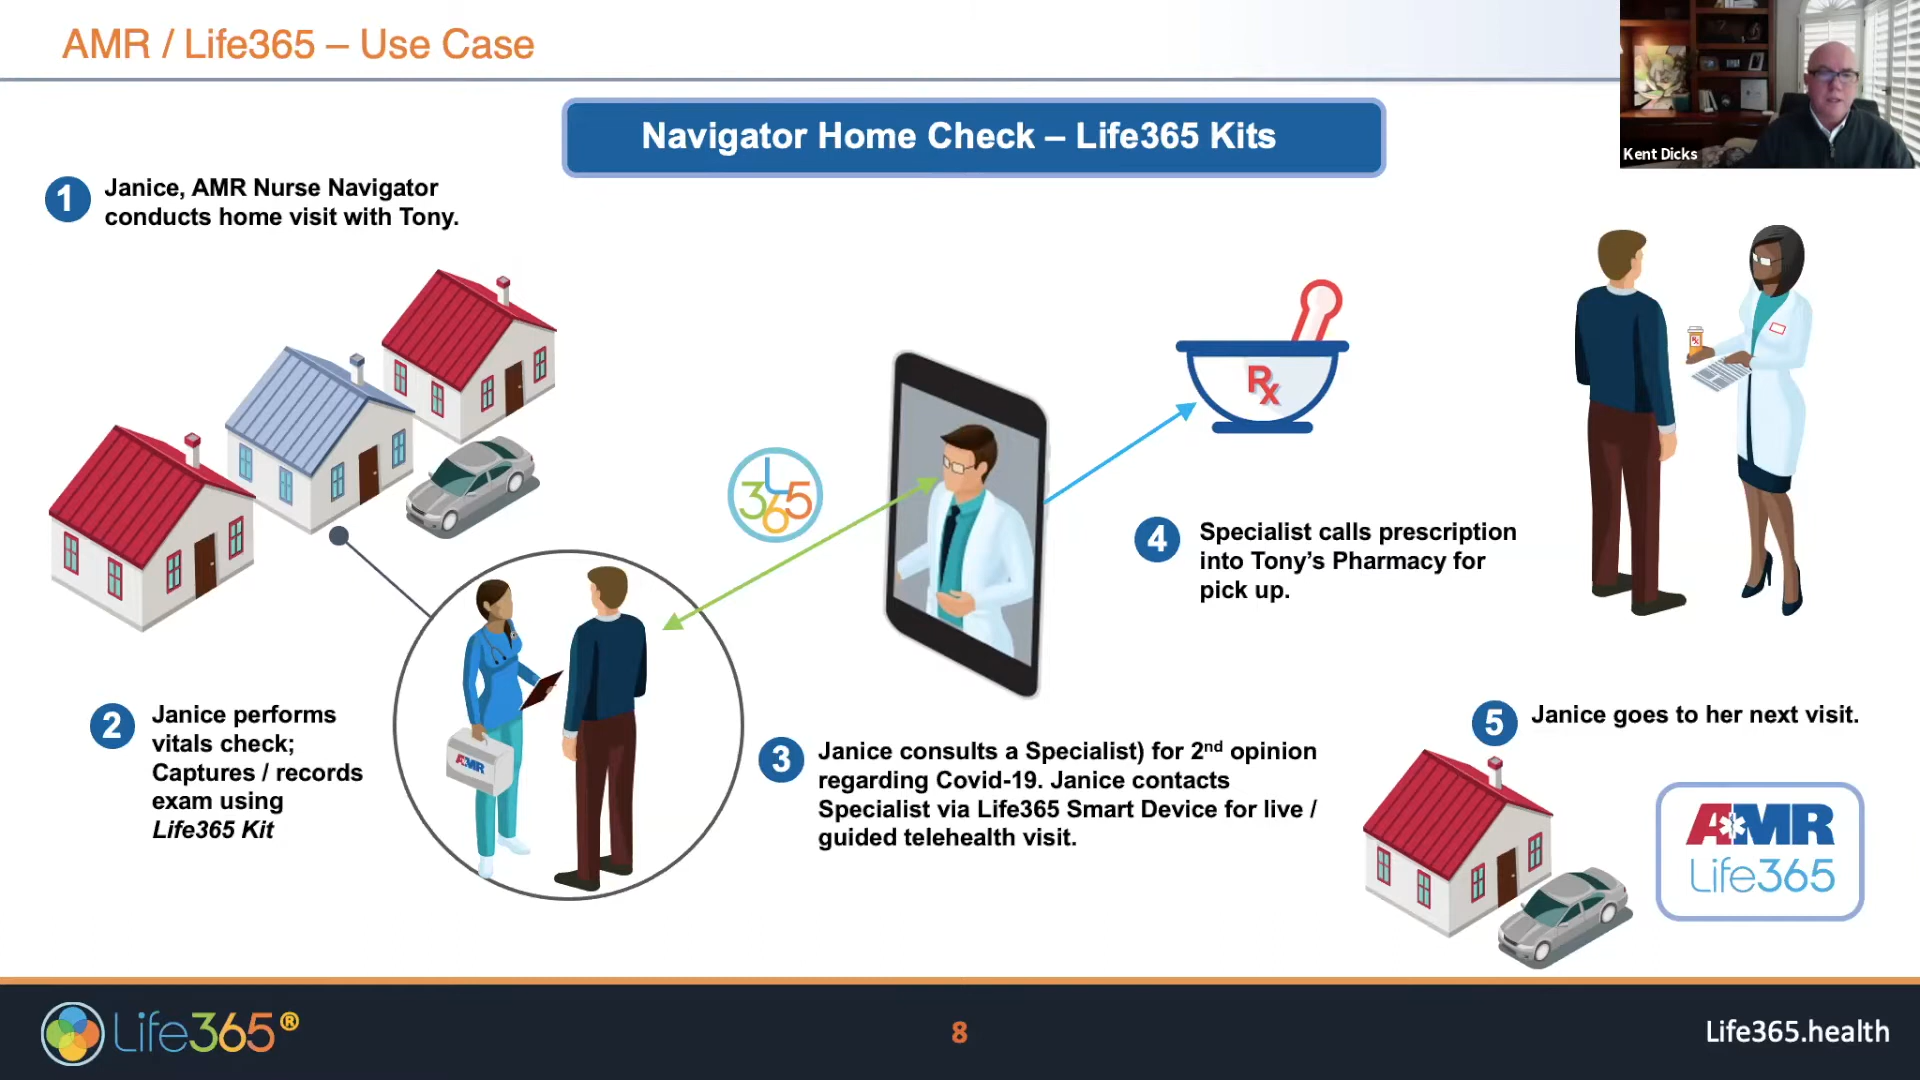 AMR / Life365 – Use Case
Kent Dicks
Navigator Home Check – Life365 Kits
1
Janice, AMR Nurse Navigator
conducts home visit with Tony.
2
Janice performs
vitals check;
Captures / records
exam using
Life365 Kit
AMR
L
365
3
Janice consults a Specialist) for 2nd opinion
regarding Covid-19. Janice contacts
Specialist via Life365 Smart Device for live /
guided telehealth visit.
Rx
4
Specialist calls prescription
into Tony’s Pharmacy for
pick up.
Rx
5
Janice goes to her next visit.
AMR
Life365
Life365®
8
Life365.health